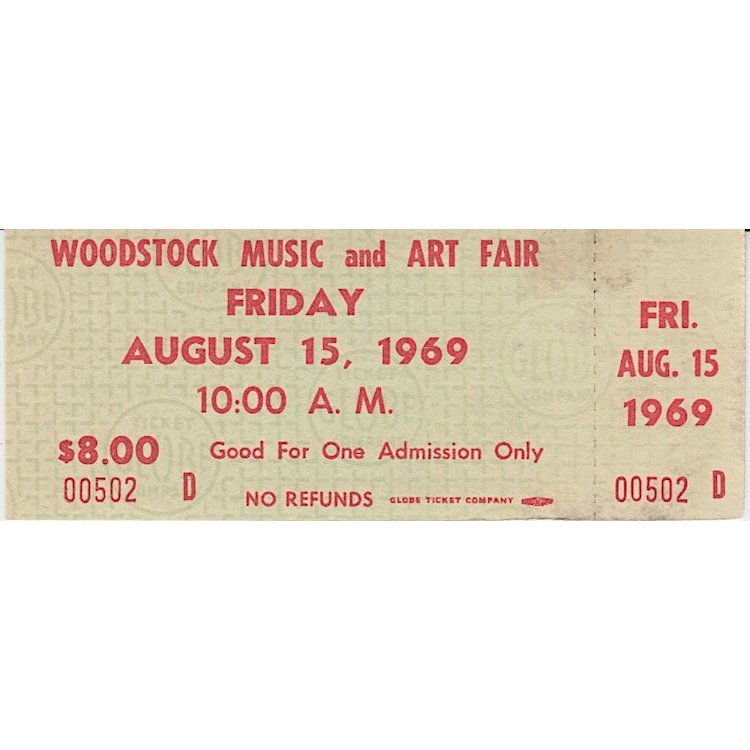 WOODSTOCK MUSIC and ART FAIR
FRIDAY
AUGUST 15, 1969
10:00 A. M.
$8.00 Good For One Admission Only
00502 D NO REFUNDS GLOBE TICKET COMPANY
FRI.
AUG. 15
1969
00502 D